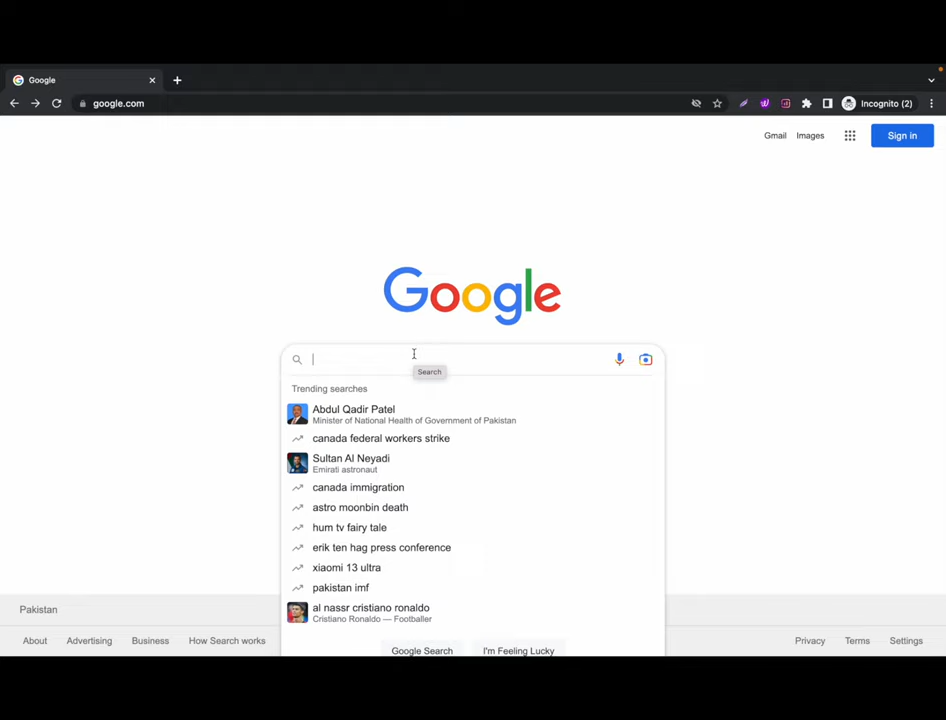 Google
google.com
Incognito (2)
Gmail Images Sign in
Google
Search
Trending searches
Abdul Qadir Patel
Minister of National Health of Government of Pakistan
canada federal workers strike
Sultan Al Neyadi
Emirati astronaut
canada immigration
astro moonbin death
hum tv fairy tale
erik ten hag press conference
xiaomi 13 ultra
pakistan imf
al nassr cristiano ronaldo
Cristiano Ronaldo — Footballer
Pakistan
About Advertising Business How Search works Google Search I'm Feeling Lucky Privacy Terms Settings